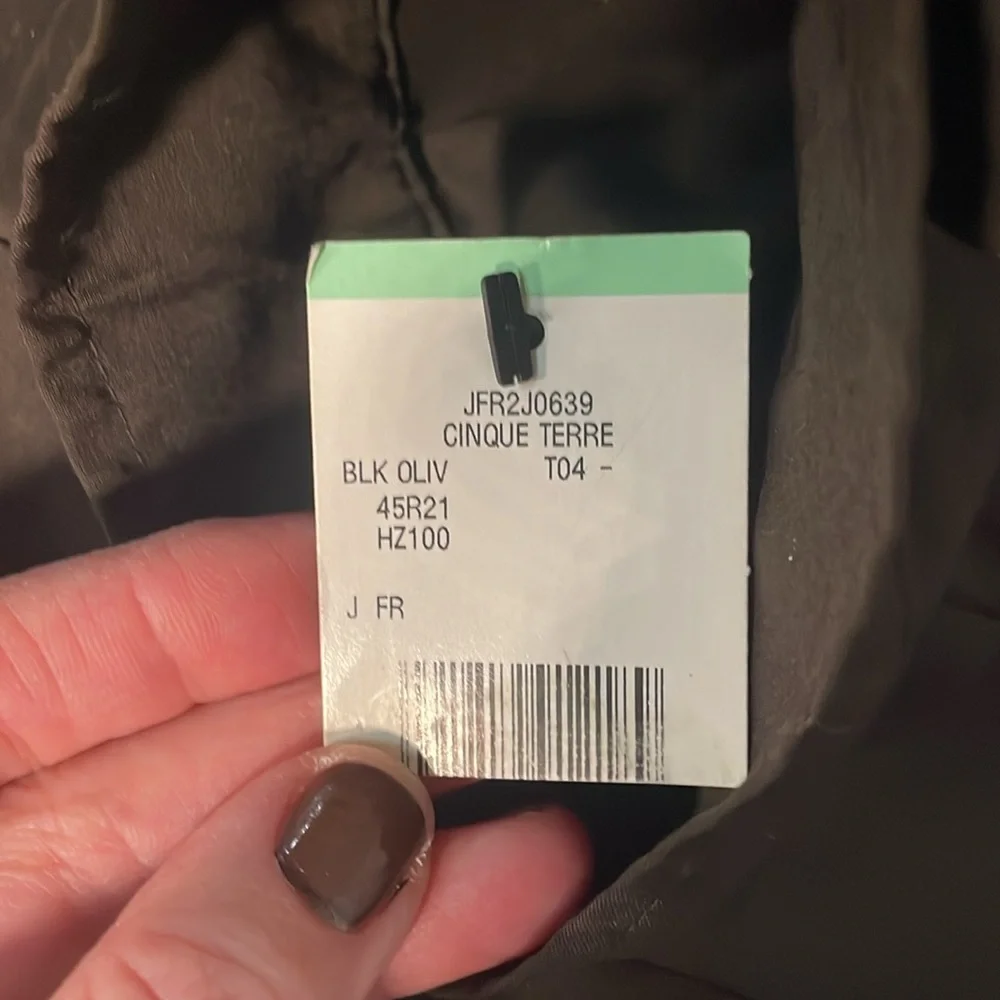 JFR2J0639
CINQUE TERRE
BLK OLIV T04 -
45R21
HZ100
J FR